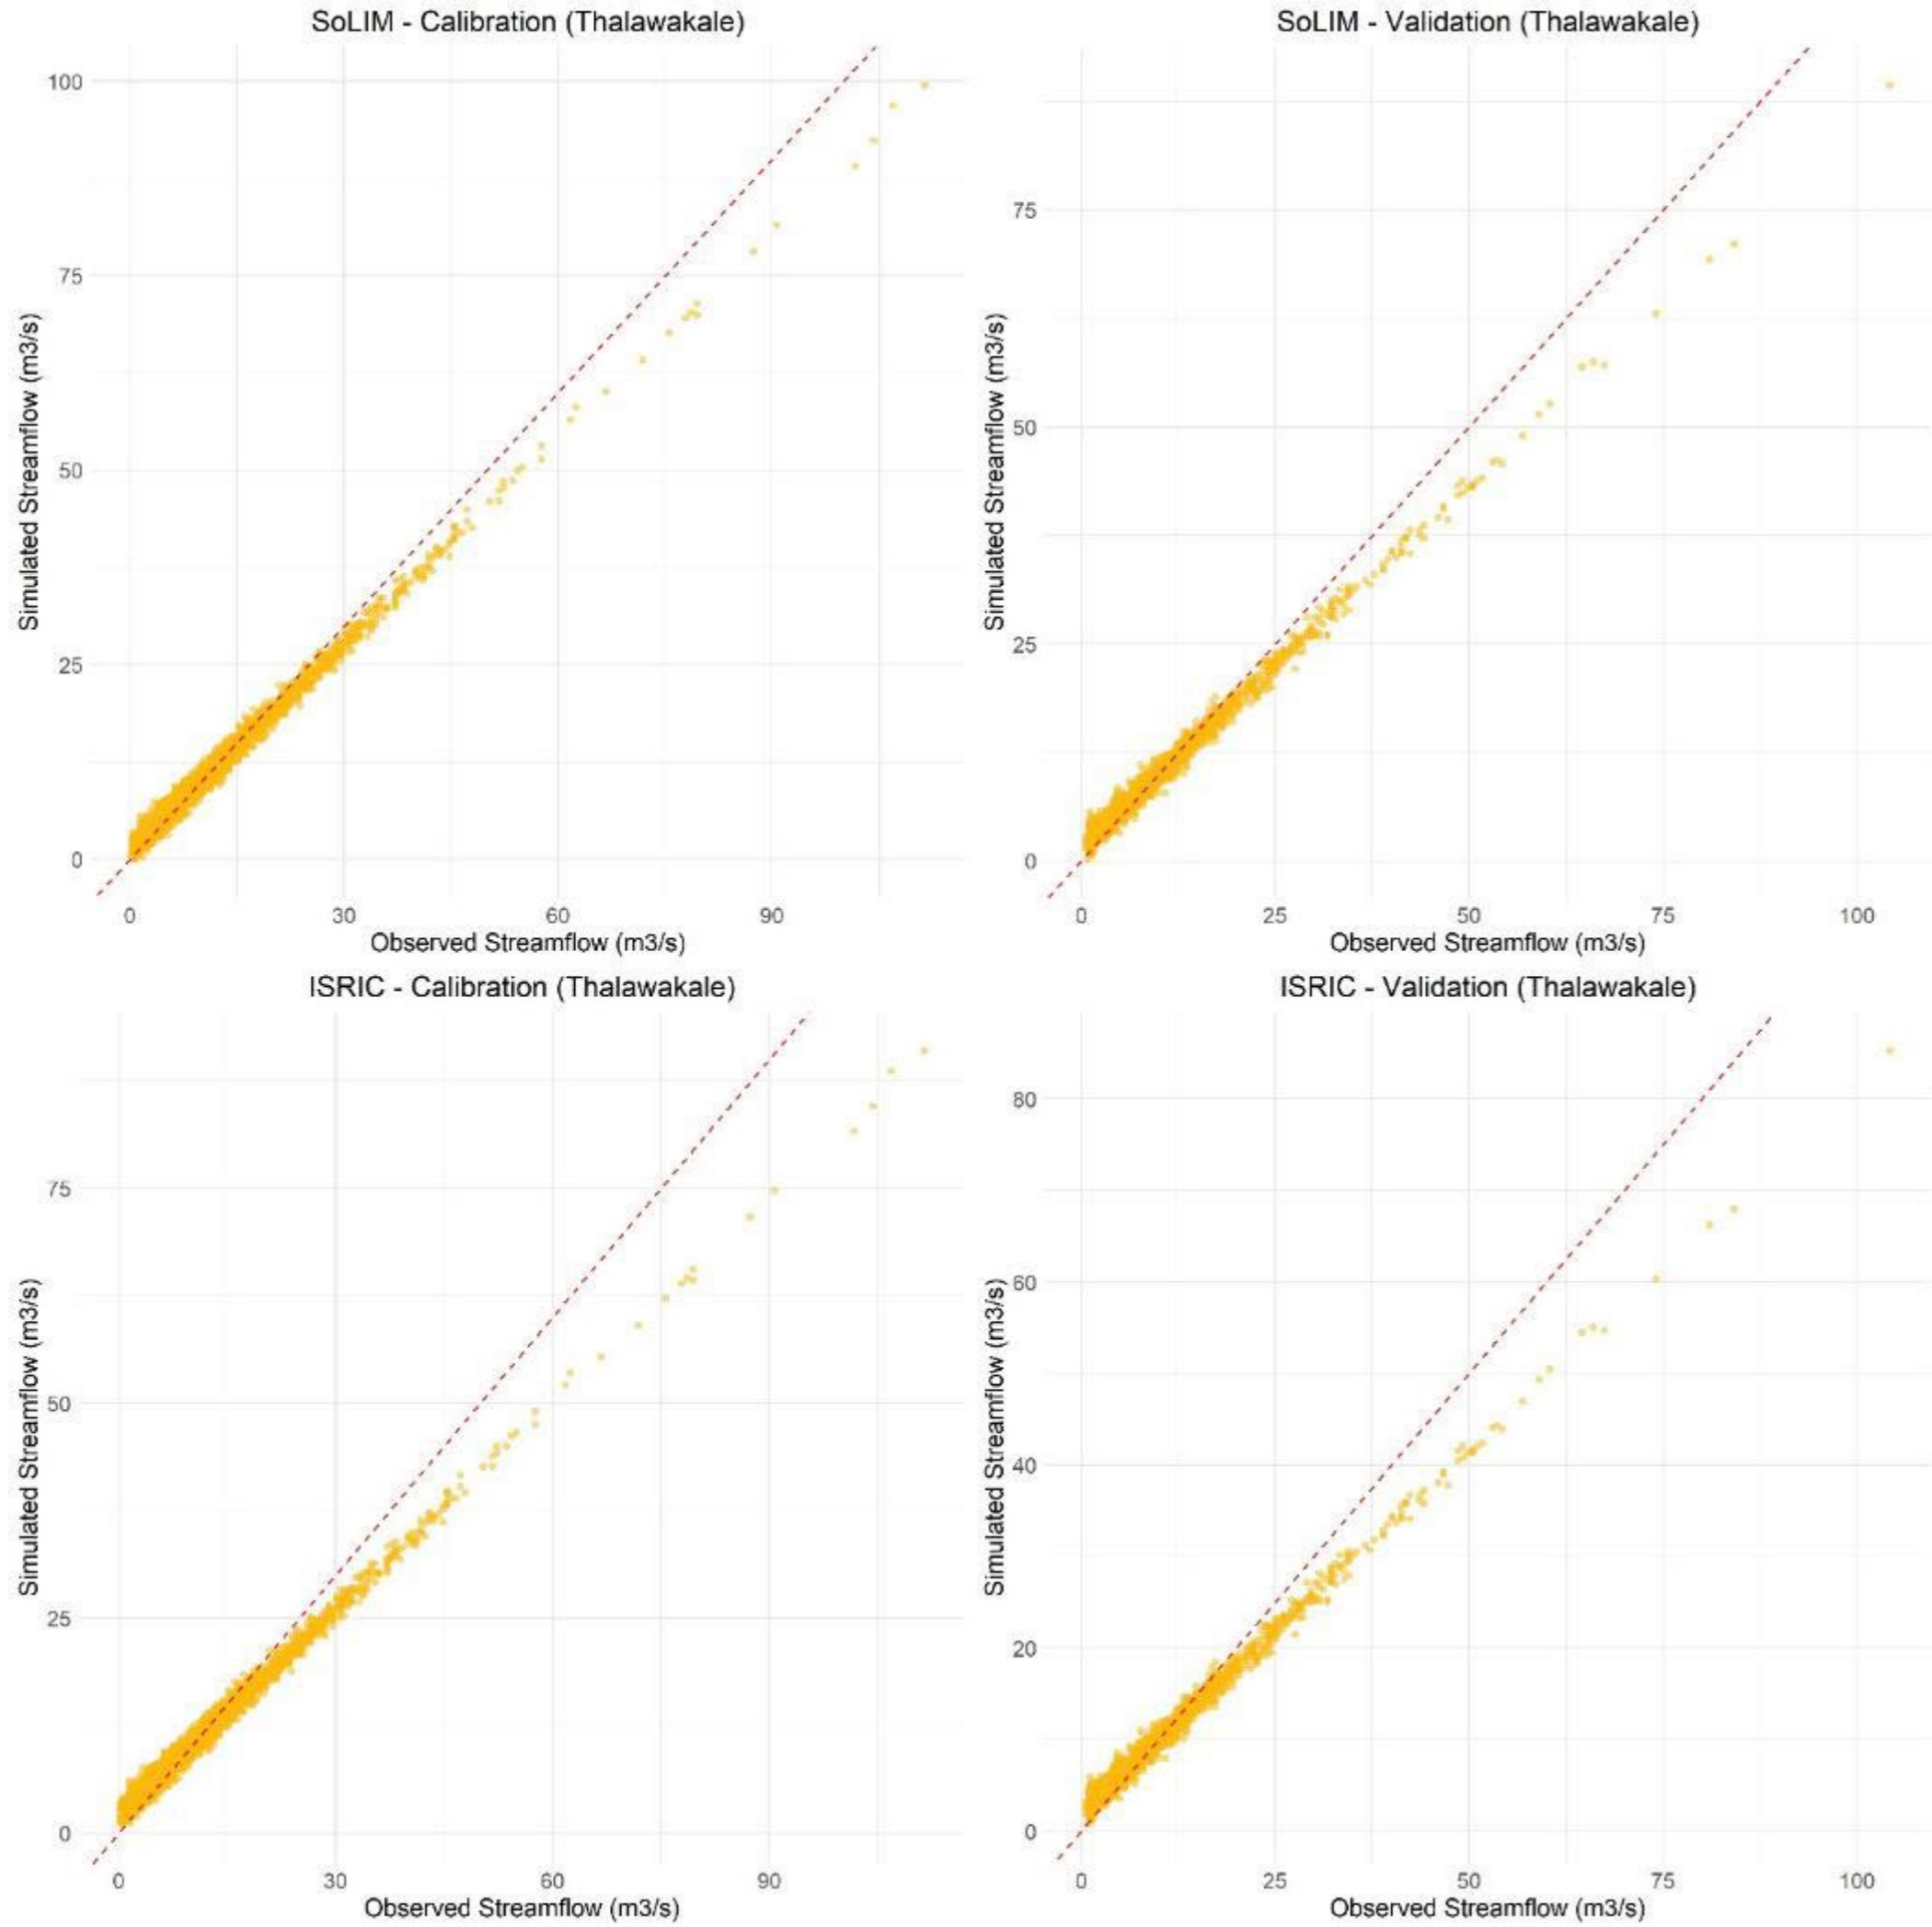 SoLIM - Calibration (Thalawakale)
100
75
50
25
0
Simulated Streamflow (m3/s)
0 30 60 90
Observed Streamflow (m3/s)
SoLIM - Validation (Thalawakale)
75
50
25
0
Simulated Streamflow (m3/s)
0 25 50 75 100
Observed Streamflow (m3/s)
ISRIC - Calibration (Thalawakale)
75
50
25
0
Simulated Streamflow (m3/s)
0 30 60 90
Observed Streamflow (m3/s)
ISRIC - Validation (Thalawakale)
80
60
40
20
0
Simulated Streamflow (m3/s)
0 25 50 75 100
Observed Streamflow (m3/s)